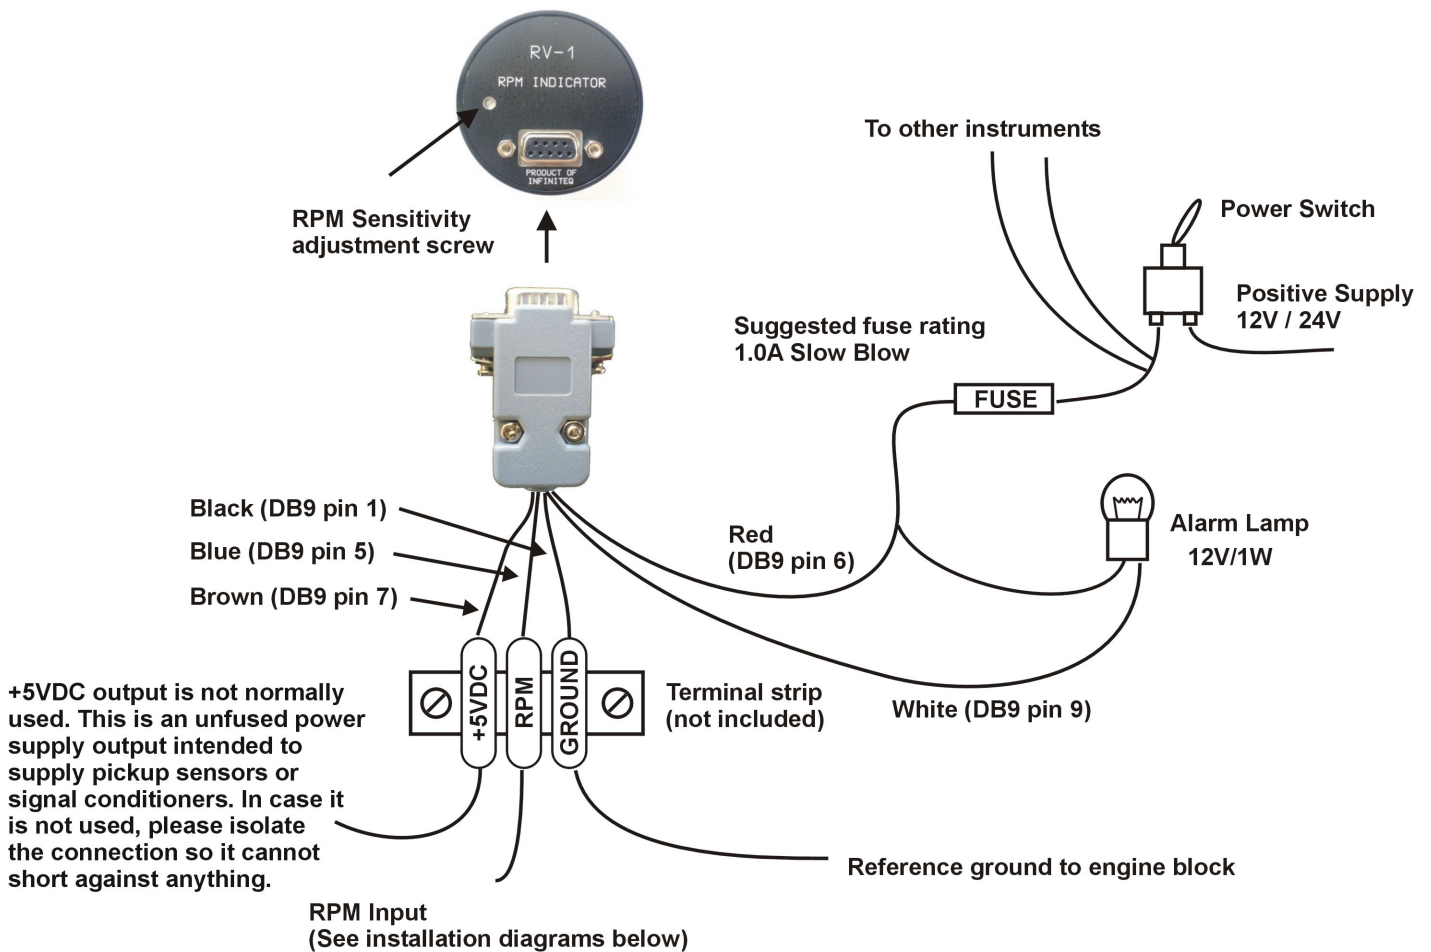 RV-1
RPM INDICATOR
PRODUCT OF
INFINITEQ
To other instruments
RPM Sensitivity
adjustment screw
Power Switch
Positive Supply
12V / 24V
Suggested fuse rating
1.0A Slow Blow
FUSE
Black (DB9 pin 1)
Blue (DB9 pin 5)
Brown (DB9 pin 7)
Red
(DB9 pin 6)
Alarm Lamp
12V/1W
+5VDC
RPM
GROUND
Terminal strip
(not included)
White (DB9 pin 9)
+5VDC output is not normally
used. This is an unfused power
supply output intended to
supply pickup sensors or
signal conditioners. In case it
is not used, please isolate
the connection so it cannot
short against anything.
Reference ground to engine block
RPM Input
(See installation diagrams below)